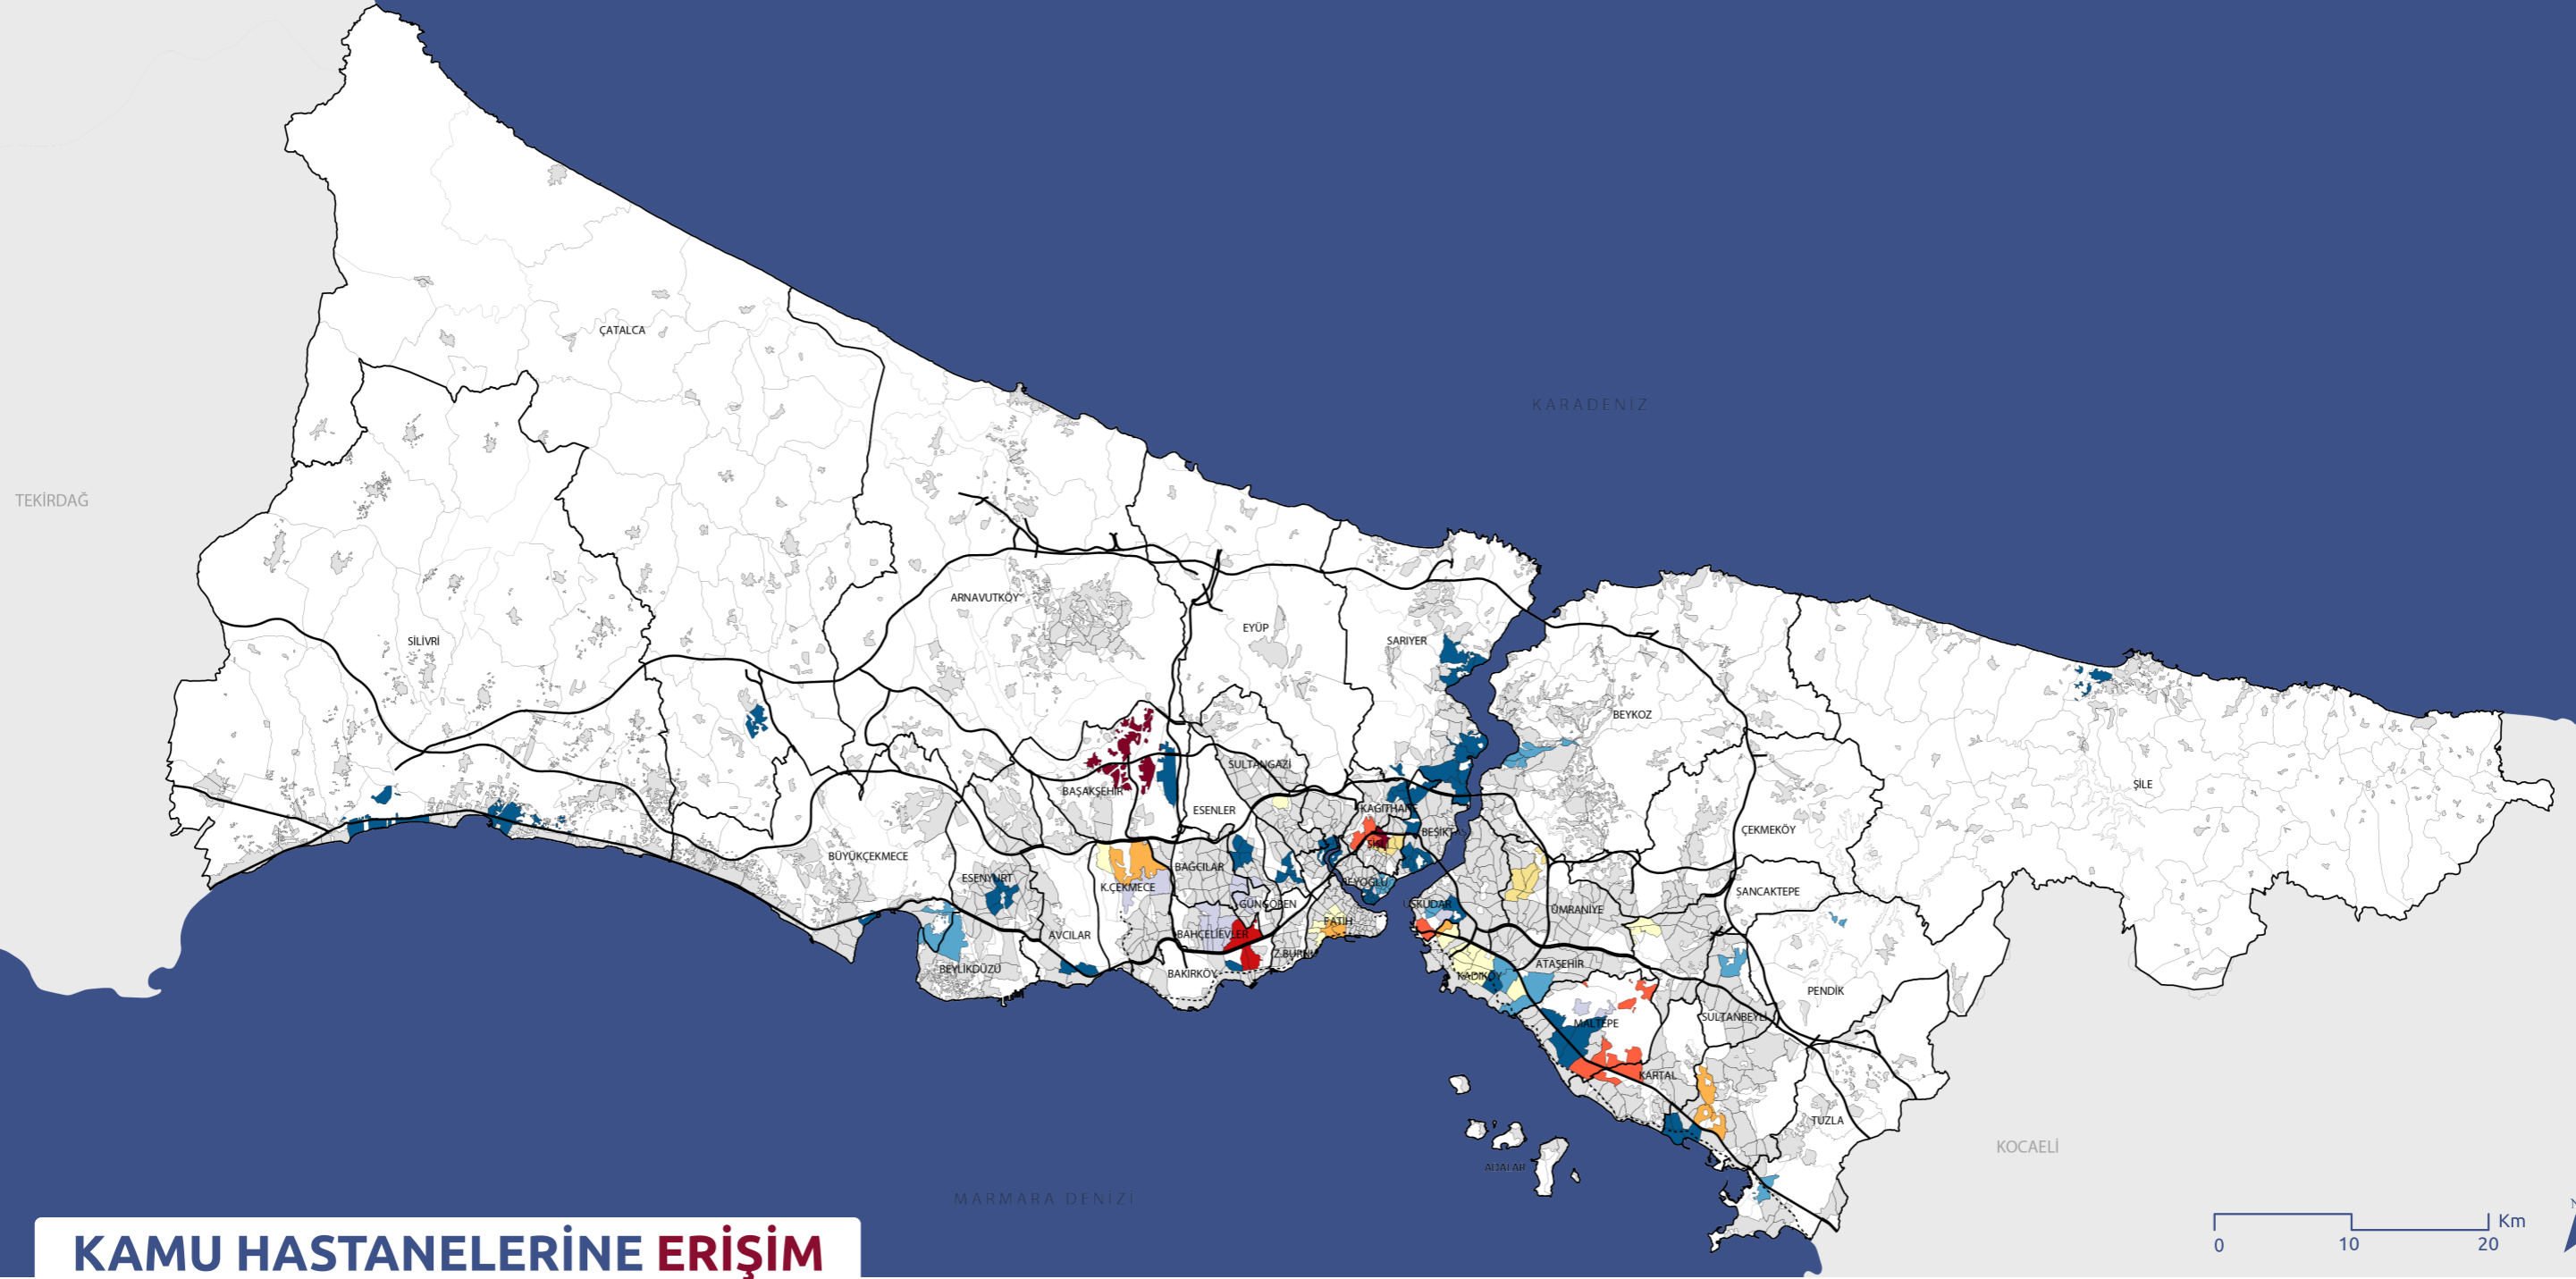 ÇATALCA
KARADENİZ
TEKİRDAĞ
ARNAVUTKÖY
EYÜP
SARIYER
SİLİVRİ
BEYKOZ
SULTANGAZİ
BAŞAKŞEHİR
ŞİLE
ESENLER
KAĞITHANE
BEŞİKTAŞ
ÇEKMEKÖY
ŞİŞLİ
BÜYÜKÇEKMECE
BAĞCILAR
ESENYURT
K.ÇEKMECE
BEYOĞLU
ŞANCAKTEPE
GÜNGÖREN
ÜSKÜDAR
ÜMRANİYE
FATİH
AVCILAR
BAHÇELİEVLER
Z.BURNU
ATAŞEHİR
BEYLİKDÜZÜ
BAKIRKÖY
KADIKÖY
PENDİK
MALTEPE
SULTANBEYLİ
KARTAL
TUZLA
KOCAELİ
ADALAR
MARMARA DENİZİ
KAMU HASTANELERİNE ERİŞİM
Km
0 10 20
N